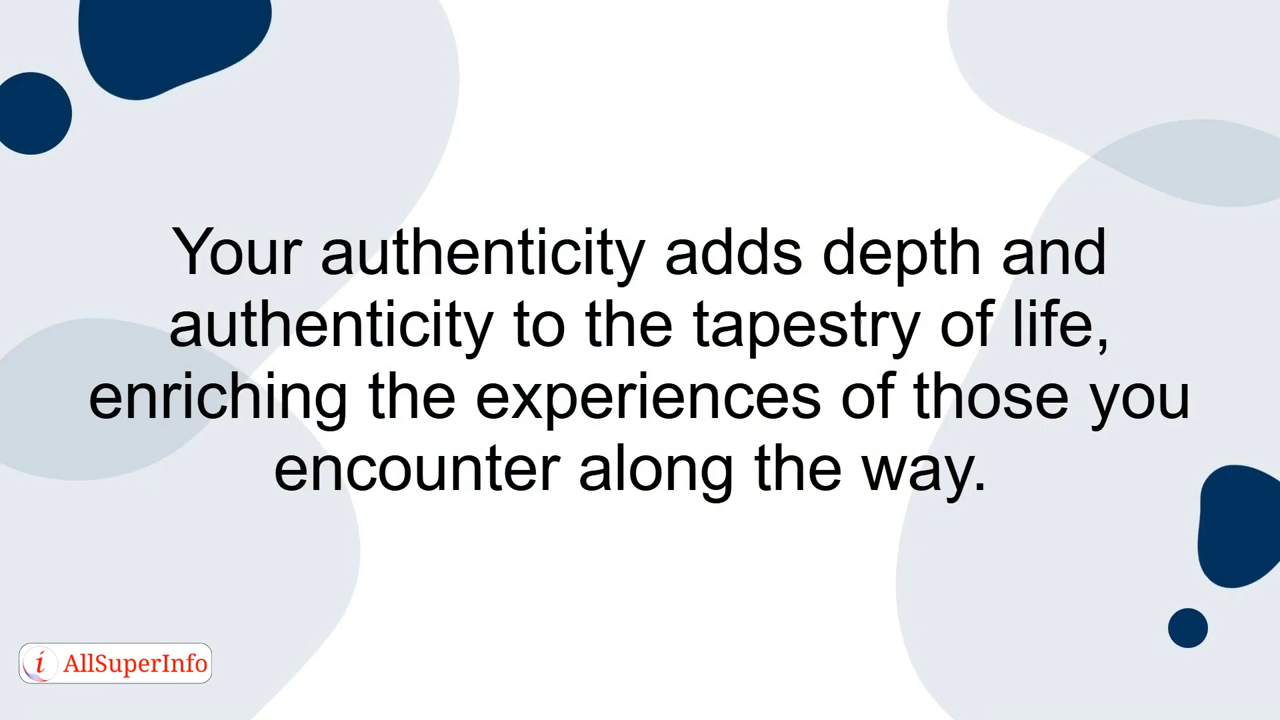 Your authenticity adds depth and
authenticity to the tapestry of life,
enriching the experiences of those you
encounter along the way.
i AllSuperInfo